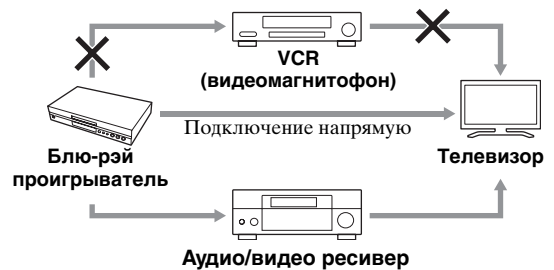 VCR
(видеомагнитофон)
Подключение напрямую
Блю-рэй
проигрыватель
Телевизор
Аудио/видео ресивер